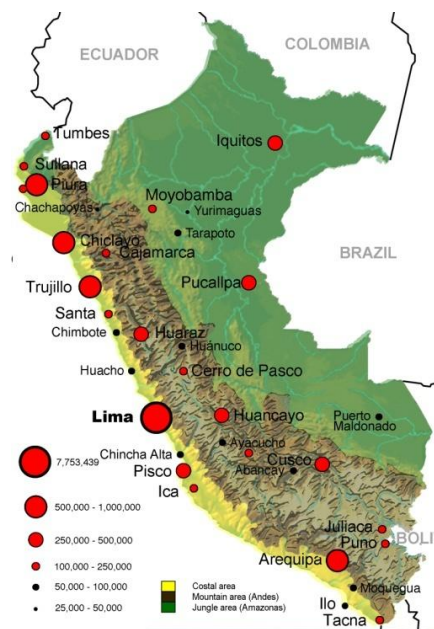 ECUADOR
COLOMBIA
Tumbes
Iquitos
Sullana
Piura
Moyobamba
Chachapoyas
Yurimaguas
Tarapoto
Chiclayo
Cajamarca
BRAZIL
Trujillo
Pucallpa
Santa
Chimbote
Huaraz
Huánuco
Huacho
Cerro de Pasco
Lima
Huancayo
Puerto
Maldonado
Ayacucho
Chincha Alta
Cusco
Abancay
Pisco
Ica
Juliaca
BOLI
Puno
Arequipa
Moquegua
Ilo
Tacna
7,753,439
500,000 - 1,000,000
250,000 - 500,000
100,000 - 250,000
50,000 - 100,000
25,000 - 50,000
Costal area
Mountain area (Andes)
Jungle area (Amazonas)